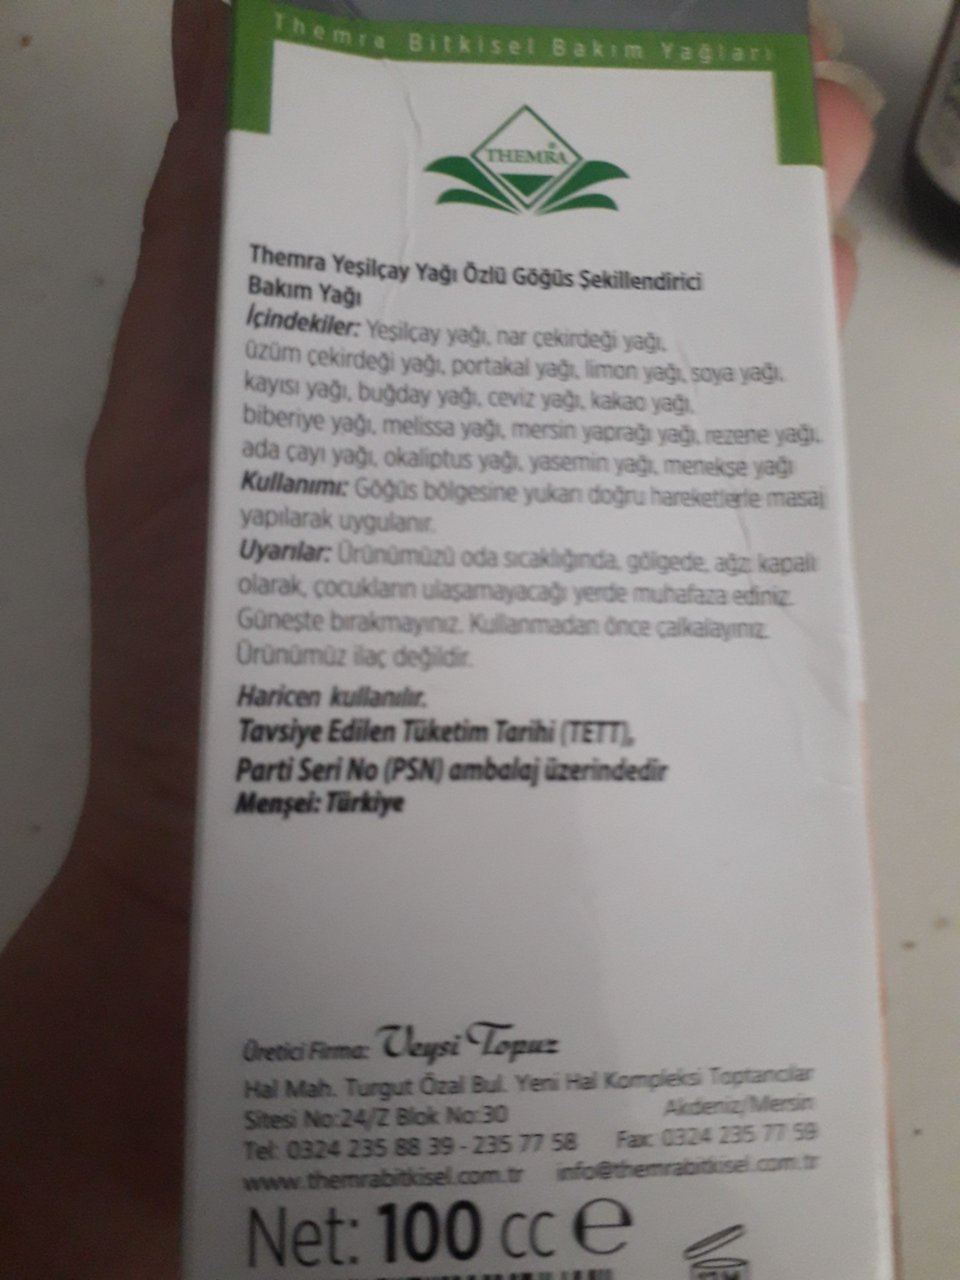 Themra Bitkisel Bakım Yağları
THEMRA®
Themra Yeşilçay Yağı Özlü Göğüs Şekillendirici
Bakım Yağı
İçindekiler: Yeşilçay yağı, nar çekirdeği yağı,
üzüm çekirdeği yağı, portakal yağı, limon yağı, soya yağı,
kayısı yağı, buğday yağı, ceviz yağı, kakao yağı,
biberiye yağı, melissa yağı, mersin yaprağı yağı, rezene yağı,
ada çayı yağı, okaliptus yağı, yasemin yağı, menekşe yağı
Kullanımı: Göğüs bölgesine yukarı doğru hareketlerle masaj
yapılarak uygulanır.
Uyarılar: Ürünümüzü oda sıcaklığında, gölgede, ağzı kapalı
olarak, çocukların ulaşamayacağı yerde muhafaza ediniz.
Güneşte bırakmayınız. Kullanmadan önce çalkalayınız.
Ürünümüz ilaç değildir.
Haricen kullanılır.
Tavsiye Edilen Tüketim Tarihi (TETT),
Parti Seri No (PSN) ambalaj üzerindedir
Menşei: Türkiye
Üretici Firma: Veysi Topuz
Hal Mah. Turgut Özal Bul. Yeni Hal Kompleksi Toptancılar
Sitesi No:24/Z Blok No:30 Akdeniz/Mersin
Tel: 0324 235 88 39 - 235 77 58 Fax: 0324 235 77 59
www.themrabitkisel.com.tr info@themrabitkisel.com.tr
Net: 100 cc e